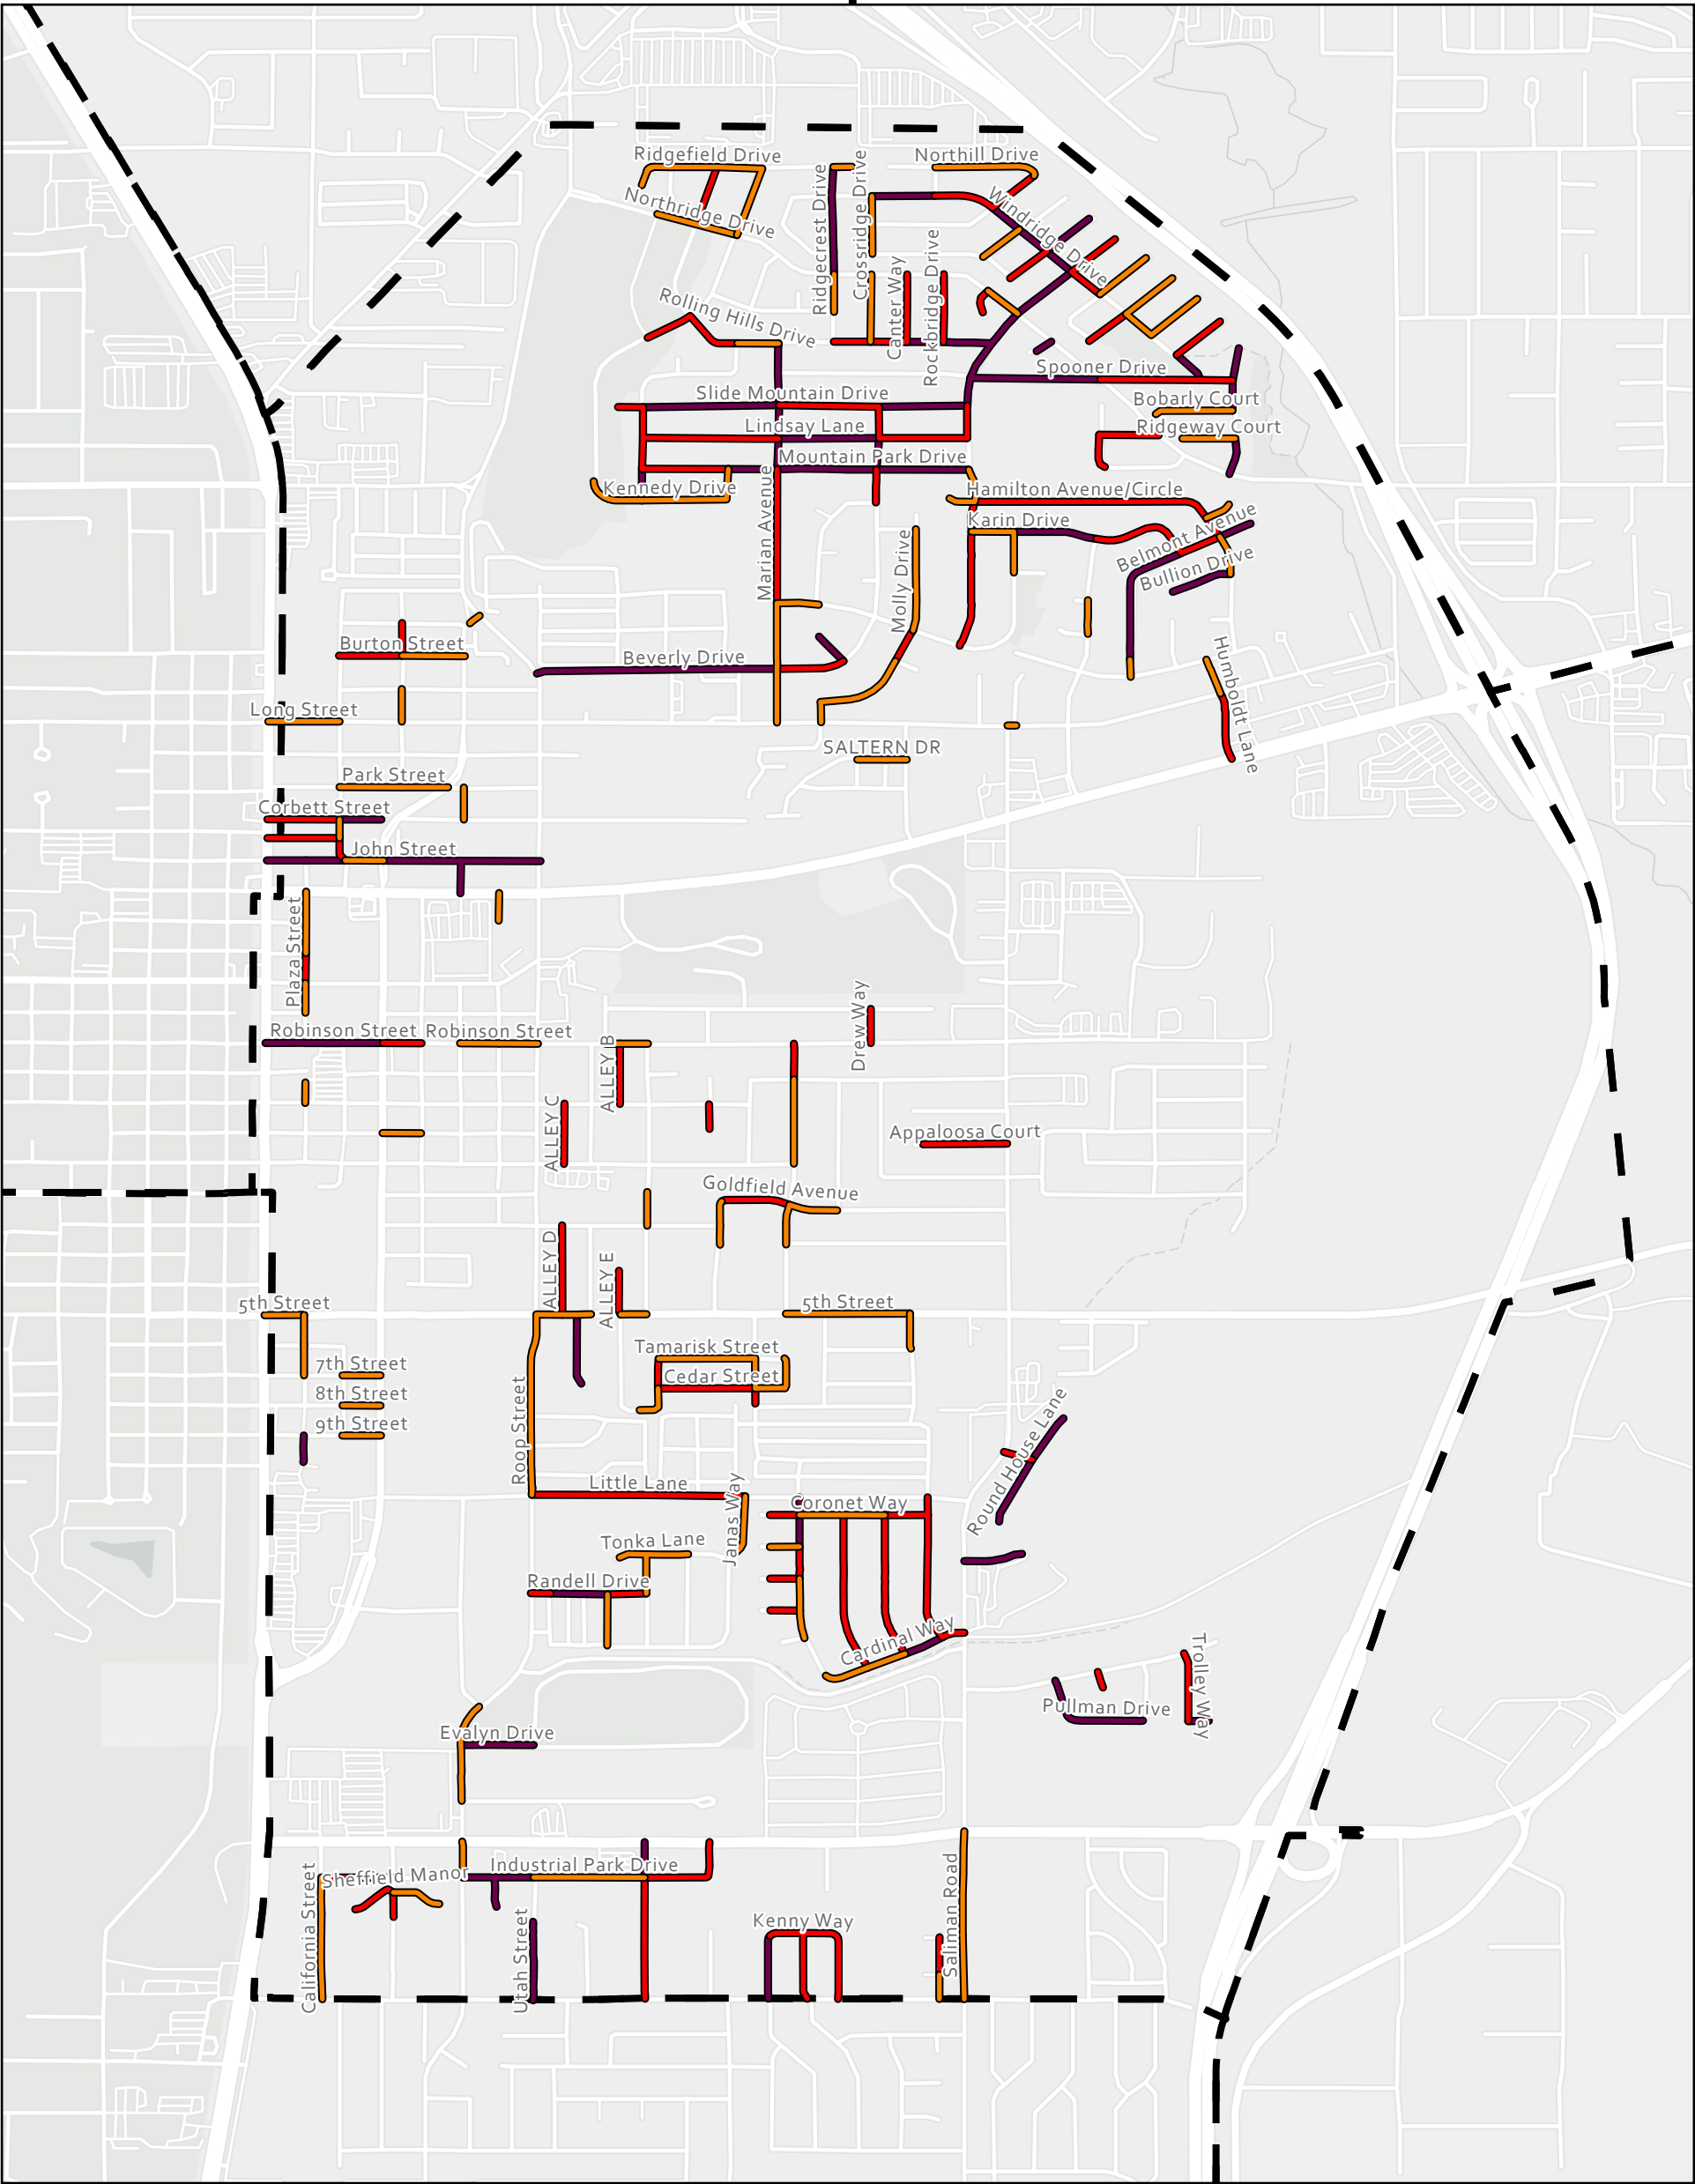 Ridgefield Drive
Northill Drive
Northridge Drive
Ridgecrest Drive
Crossridge Drive
Windridge Drive
Canter Way
Rockbridge Drive
Rolling Hills Drive
Spooner Drive
Slide Mountain Drive
Bobarly Court
Lindsay Lane
Ridgeway Court
Mountain Park Drive
Kennedy Drive
Hamilton Avenue/Circle
Marian Avenue
Karin Drive
Belmont Avenue
Molly Drive
Bullion Drive
Burton Street
Beverly Drive
Humboldt Lane
Long Street
SALTERN DR
Park Street
Corbett Street
John Street
Plaza Street
Drew Way
Robinson Street
Robinson Street
ALLEY B
ALLEY C
Appaloosa Court
Goldfield Avenue
ALLEY D
ALLEY E
5th Street
5th Street
Tamarisk Street
7th Street
Cedar Street
8th Street
9th Street
Roop Street
Round House Lane
Little Lane
Janas Way
Coronet Way
Tonka Lane
Randell Drive
Cardinal Way
Trolley Way
Pullman Drive
Evalyn Drive
Industrial Park Drive
Sheffield Manor
California Street
Saliman Road
Utah Street
Kenny Way